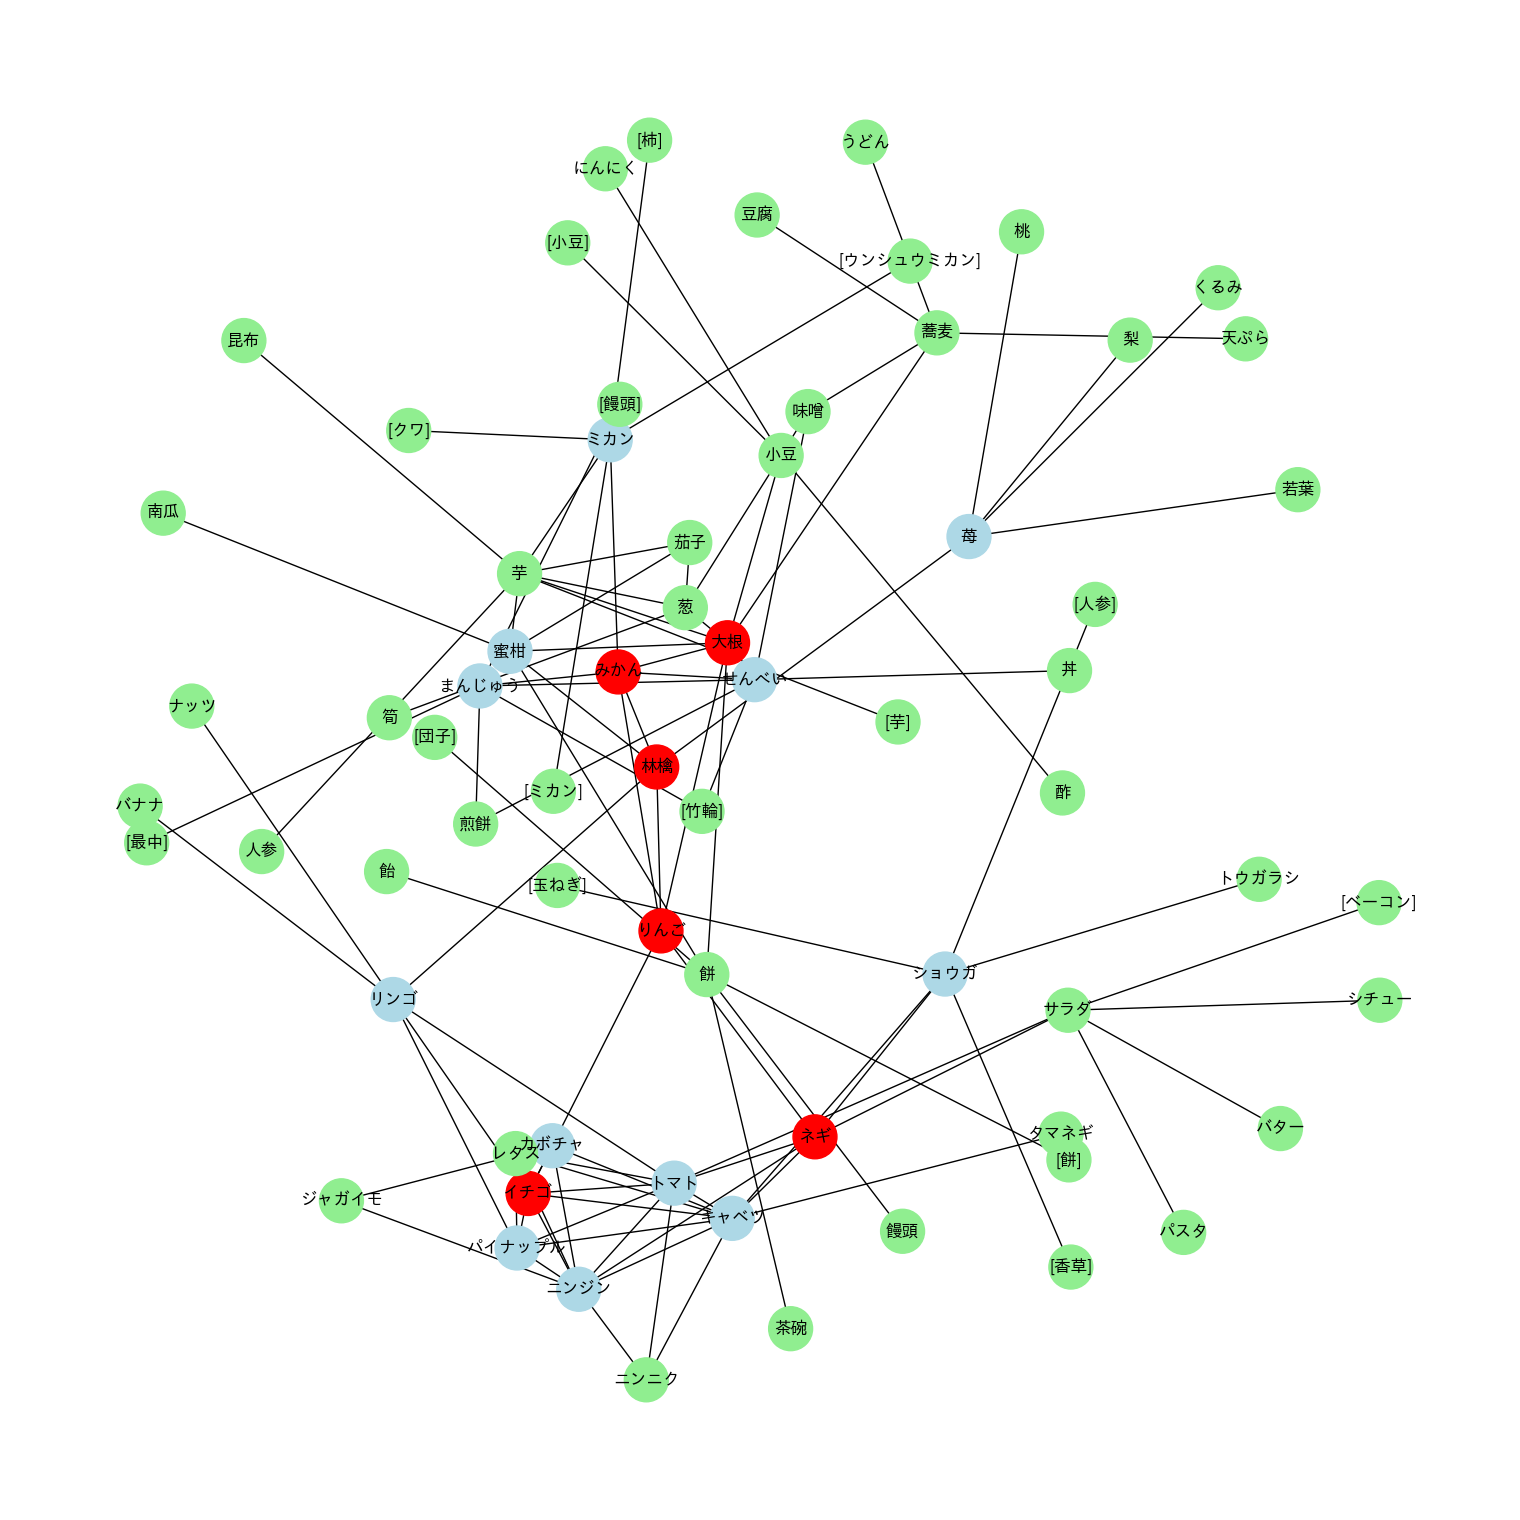 [柿]
うどん
にんにく
豆腐
桃
[小豆]
[ウンシュウミカン]
くるみ
蕎麦
梨
天ぷら
昆布
[饅頭]
味噌
[クワ]
ミカン
小豆
若葉
南瓜
苺
茄子
芋
[人参]
葱
大根
蜜柑
みかん
丼
せんべい
まんじゅう
ナッツ
筍
[芋]
[団子]
林檎
[ミカン]
酢
バナナ
[竹輪]
煎餅
[最中]
人参
飴
トウガラシ
[玉ねぎ]
[ベーコン]
りんご
餅
ショウガ
リンゴ
シチュー
サラダ
バター
タマネギ
ネギ
カボチャ
レタス
[餅]
トマト
イチゴ
ジャガイモ
キャベツ
饅頭
パスタ
パイナップル
[香草]
ニンジン
茶碗
ニンニク